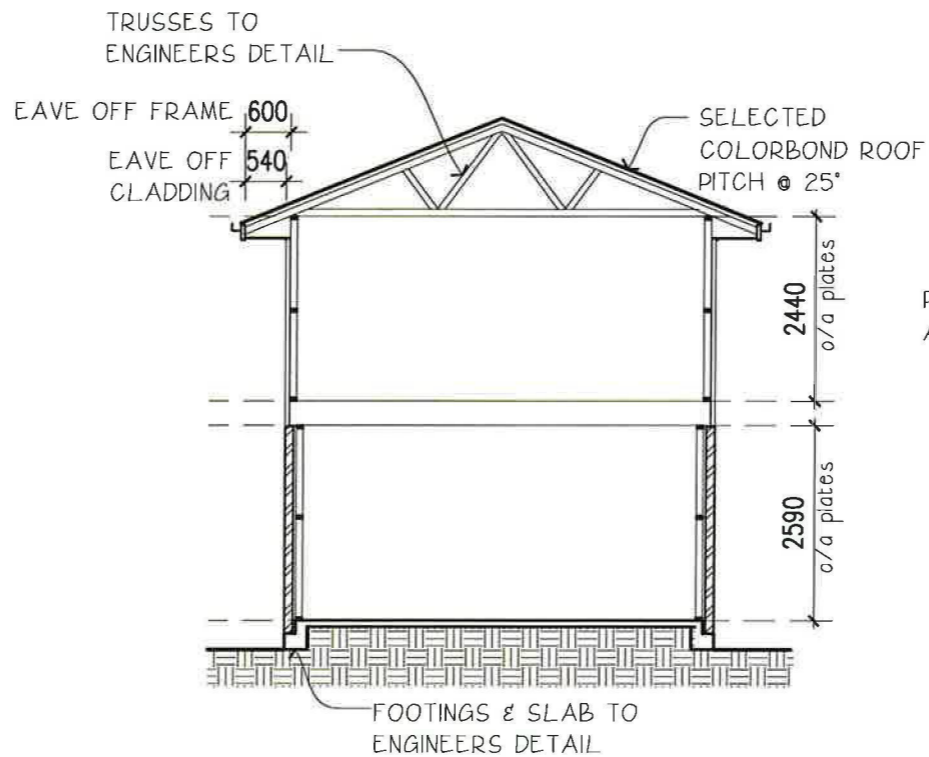 TRUSSES TO
ENGINEERS DETAIL
EAVE OFF FRAME 600
EAVE OFF 540
CLADDING
SELECTED
COLORBOND ROOF
PITCH @ 25°
2440
o/a plates
2590
o/a plates
FOOTINGS & SLAB TO
ENGINEERS DETAIL